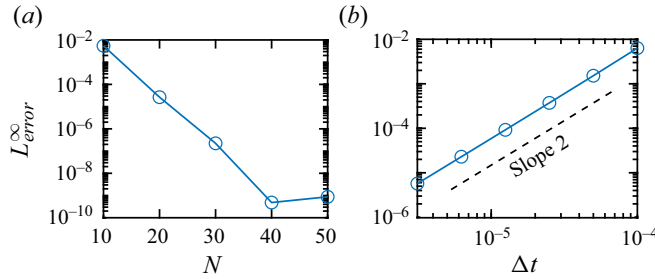 (a)
10⁻²
10⁻⁴
10⁻⁶
10⁻⁸
10⁻¹⁰
L∞error
10 20 30 40 50
N
(b)
10⁻²
10⁻⁴
10⁻⁶
Slope 2
10⁻⁵ 10⁻⁴
Δt